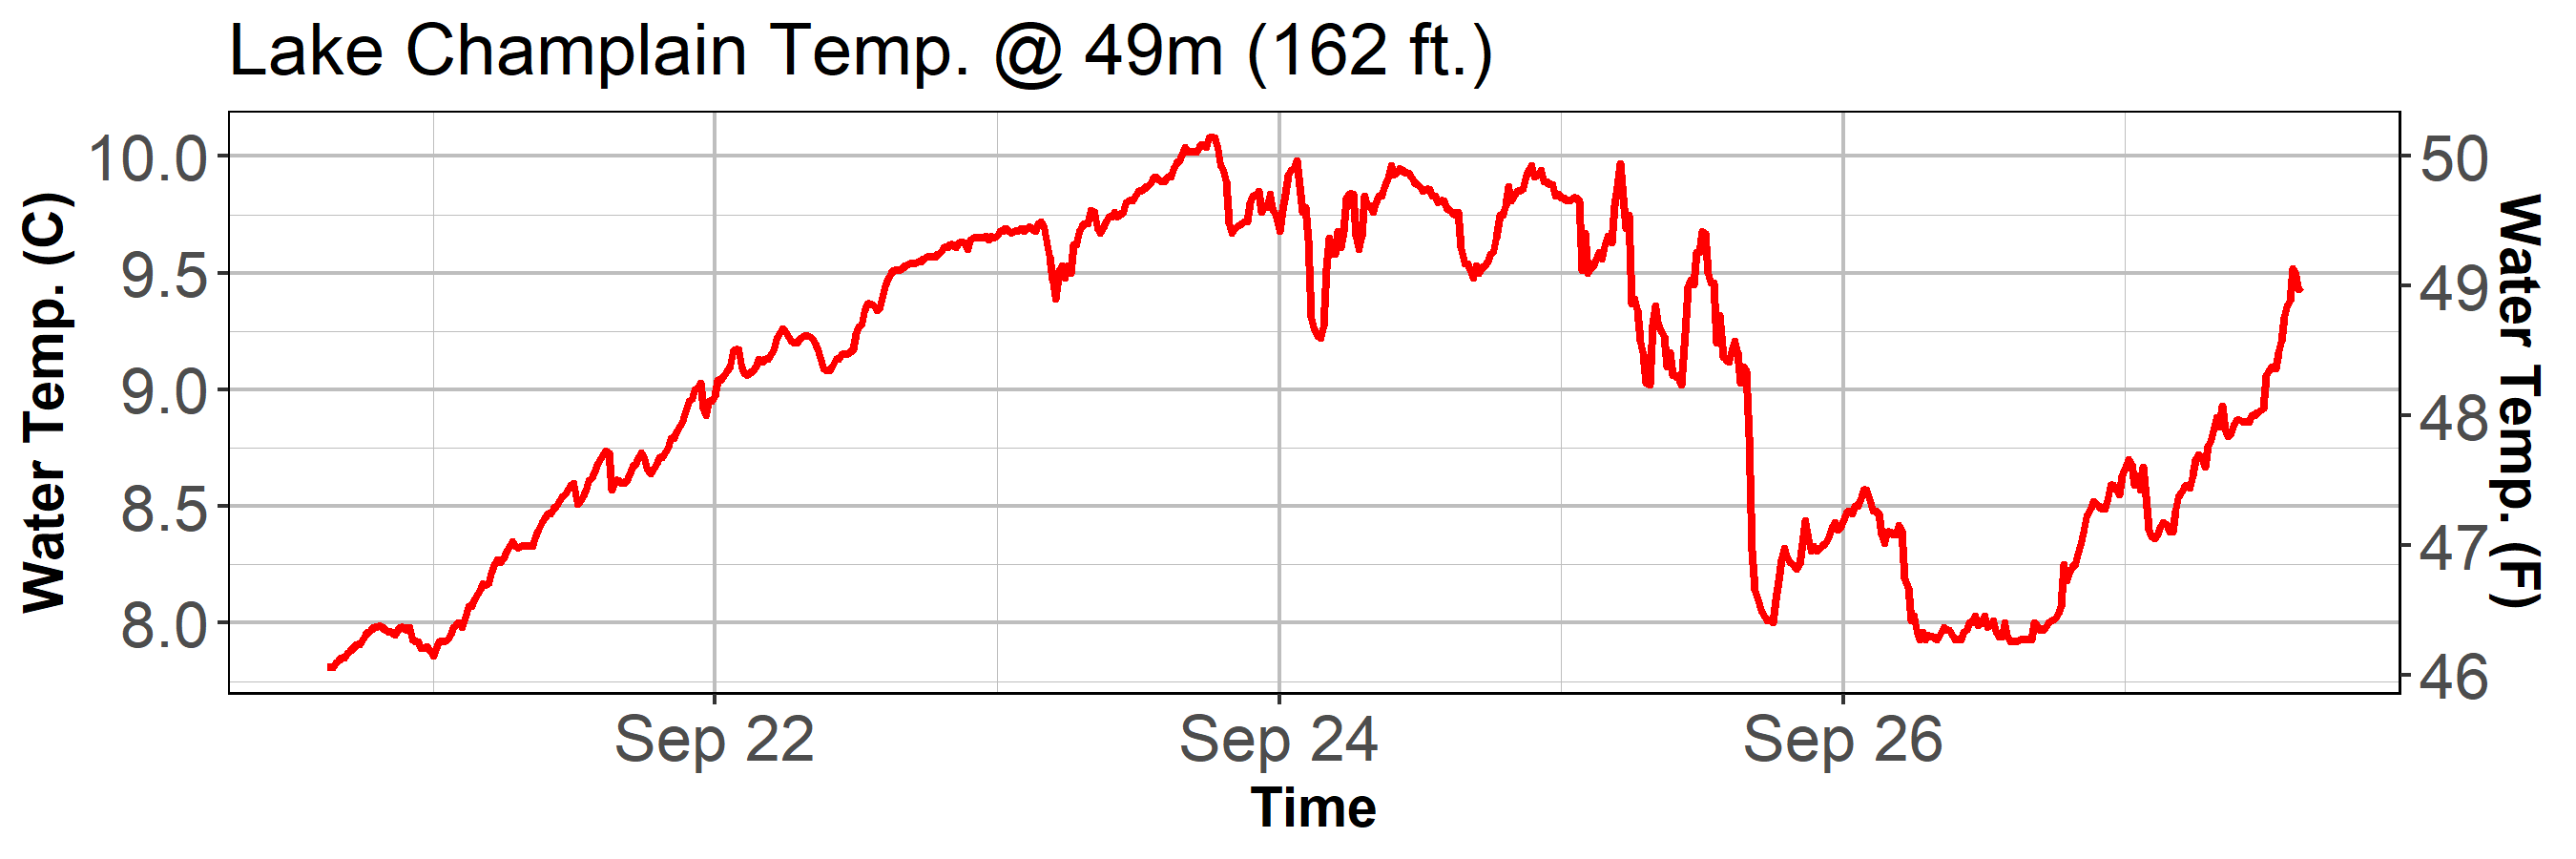 Lake Champlain Temp. @ 49m (162 ft.)
Water Temp. (C)
10.0
9.5
9.0
8.5
8.0
50
49
48
47
46
Water Temp. (F)
Sep 22
Sep 24
Sep 26
Time